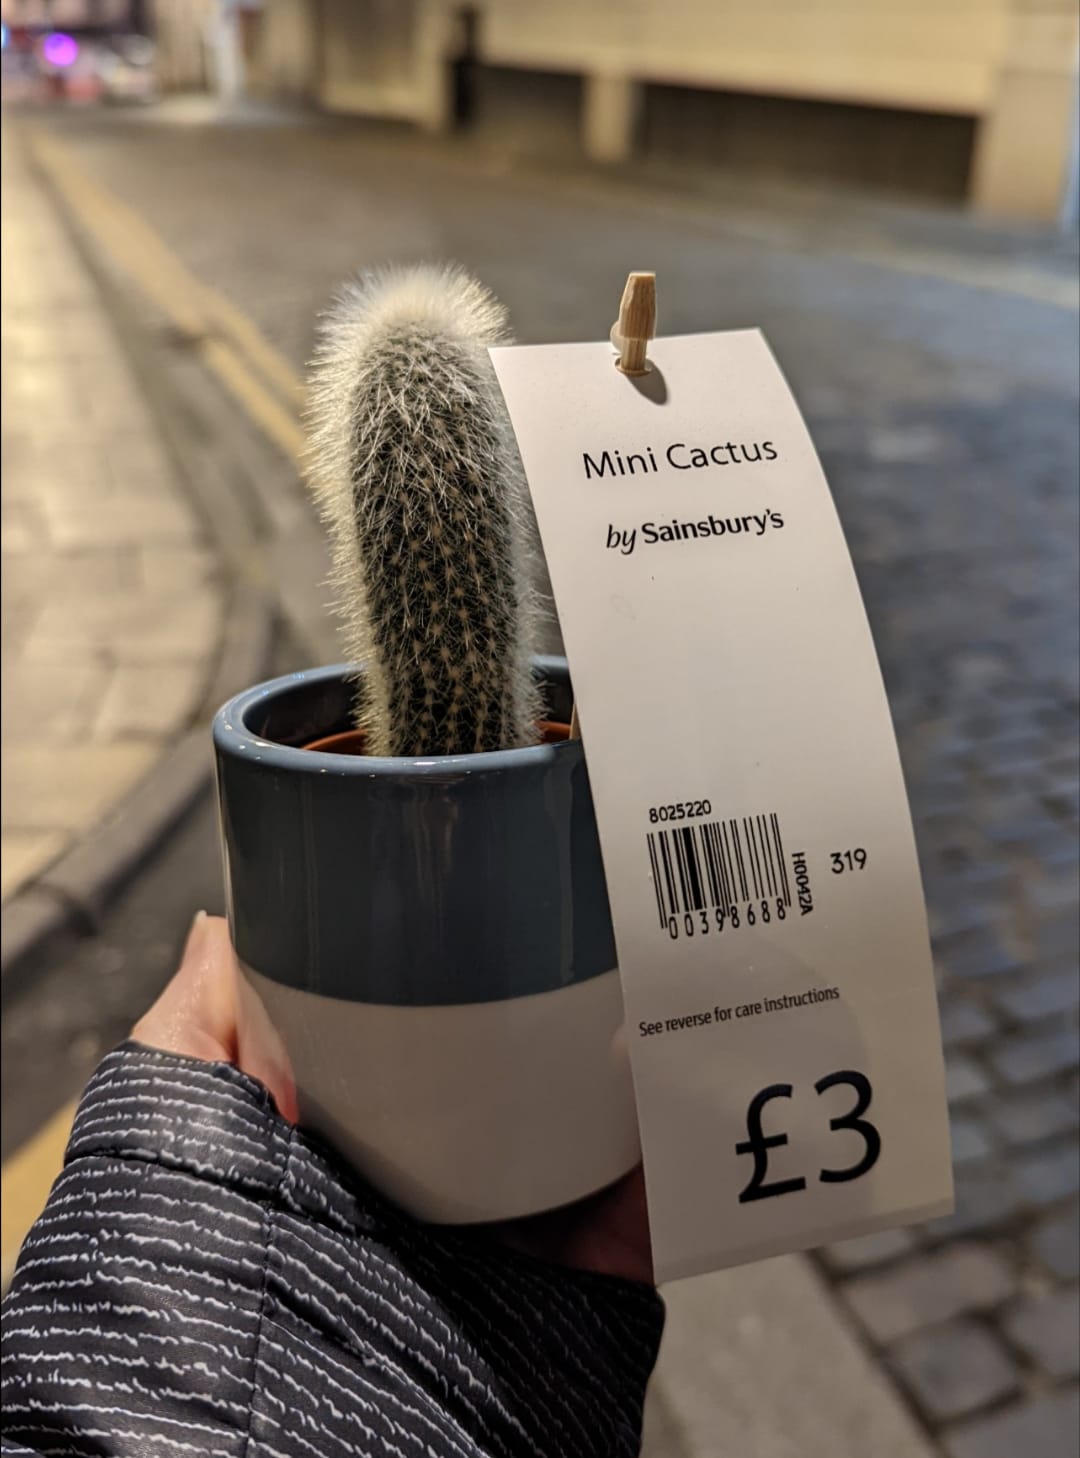 Mini Cactus
by Sainsbury's
8025220
00398688
H0042A
319
See reverse for care instructions
£3